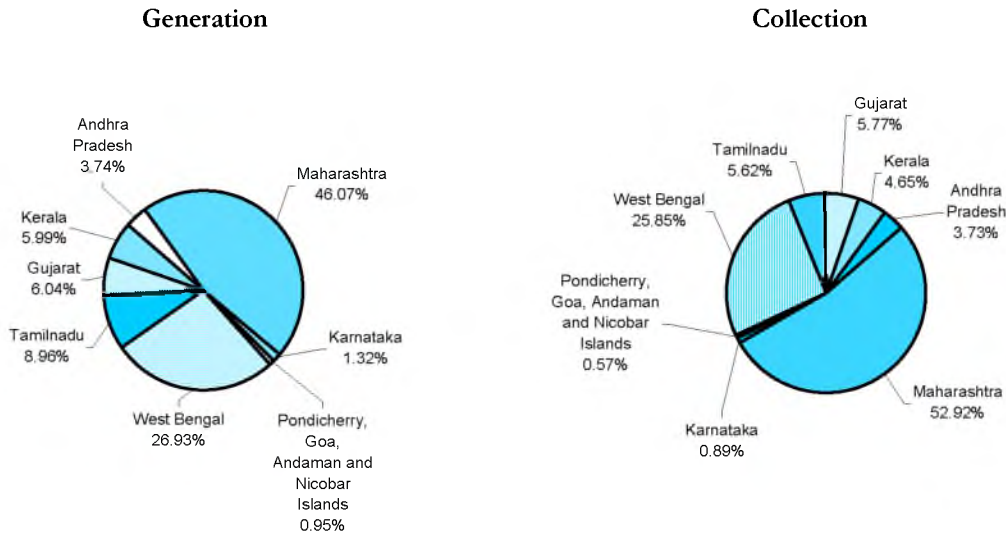 Generation
Andhra
Pradesh
3.74%
Maharashtra
46.07%
Kerala
5.99%
Gujarat
6.04%
Tamilnadu
8.96%
Karnataka
1.32%
West Bengal
26.93%
Pondicherry,
Goa,
Andaman and
Nicobar
Islands
0.95%
Collection
Gujarat
5.77%
Tamilnadu
5.62%
Kerala
4.65%
West Bengal
25.85%
Andhra
Pradesh
3.73%
Pondicherry,
Goa, Andaman
and Nicobar
Islands
0.57%
Maharashtra
52.92%
Karnataka
0.89%